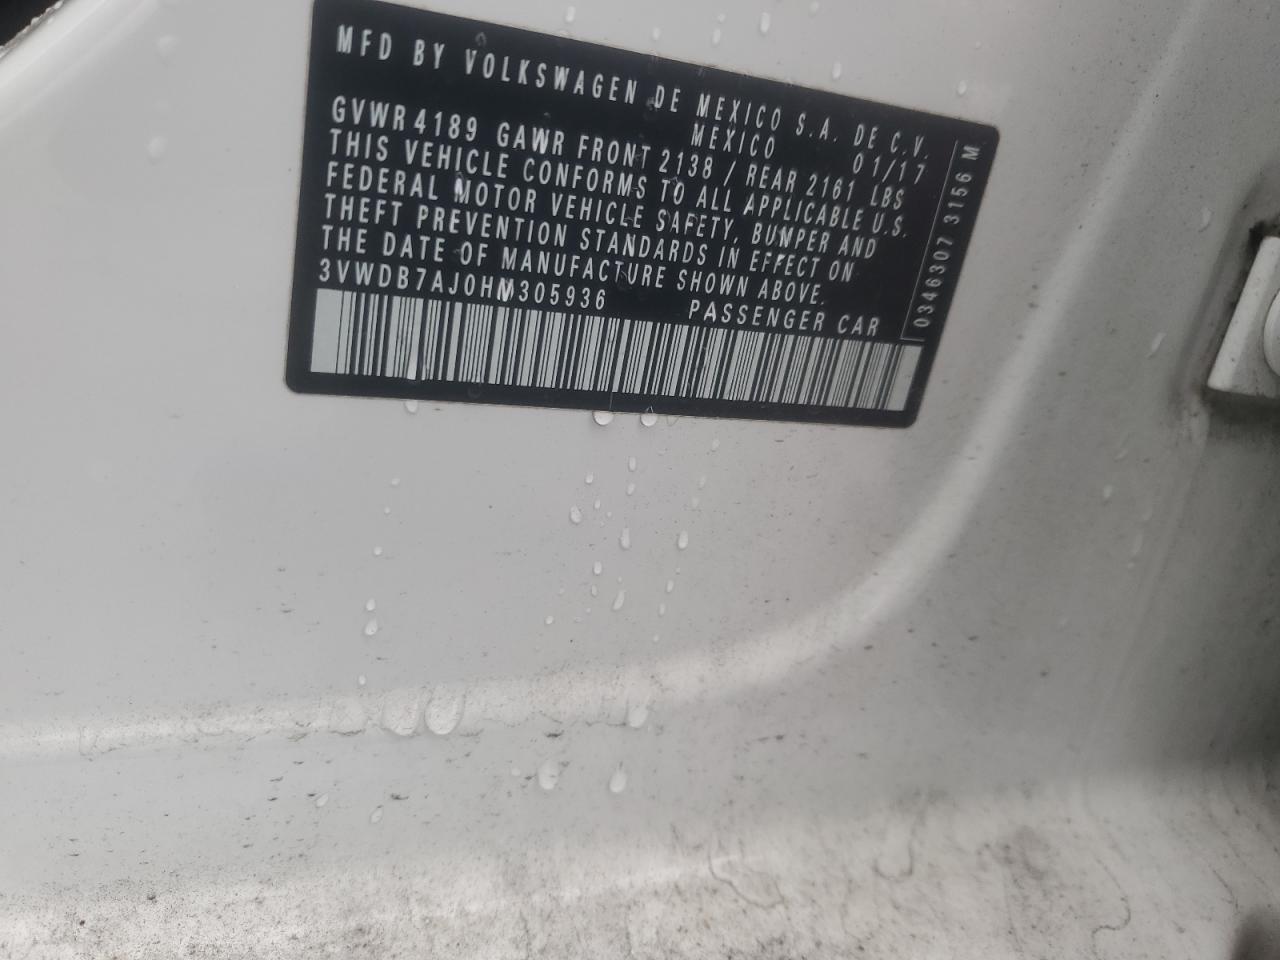 MFD BY VOLKSWAGEN DE MEXICO S.A. DE C.V.
MEXICO 01/17
GVWR 4189 GAWR FRONT 2138 / REAR 2161 LBS
THIS VEHICLE CONFORMS TO ALL APPLICABLE U.S.
FEDERAL MOTOR VEHICLE SAFETY, BUMPER AND
THEFT PREVENTION STANDARDS IN EFFECT ON
THE DATE OF MANUFACTURE SHOWN ABOVE.
3VWDB7AJ0HM305936 PASSENGER CAR
0346307 3156 M